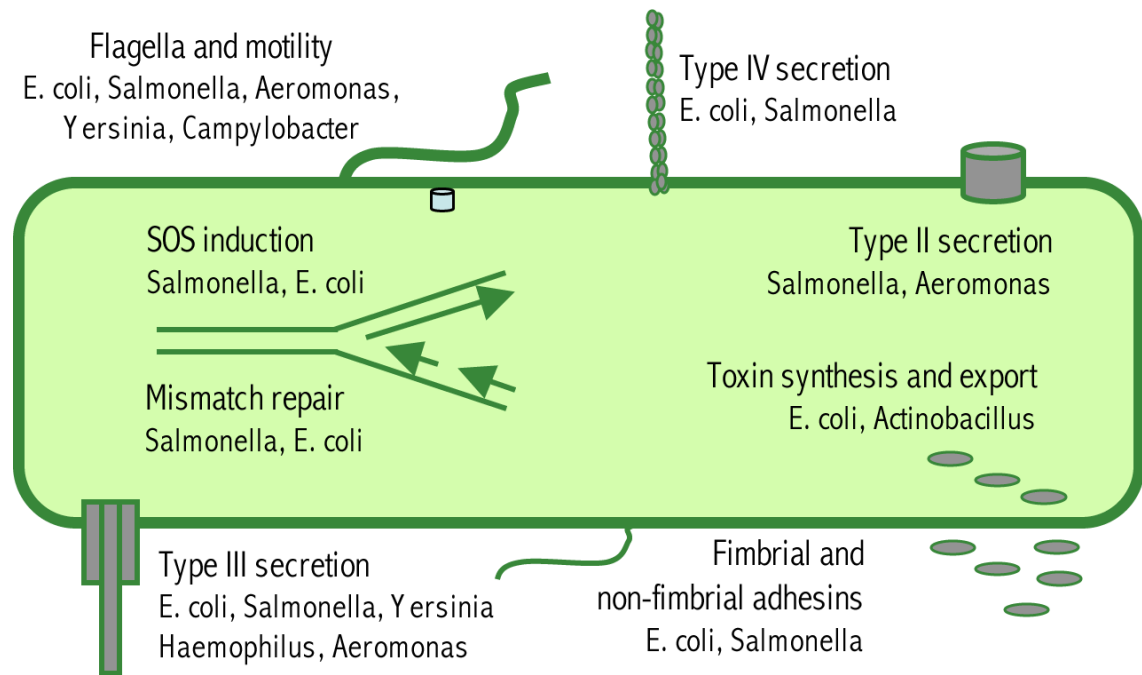 Flagella and motility
E. coli, Salmonella, Aeromonas,
Yersinia, Campylobacter
Type IV secretion
E. coli, Salmonella
SOS induction
Salmonella, E. coli
Type II secretion
Salmonella, Aeromonas
Mismatch repair
Salmonella, E. coli
Toxin synthesis and export
E. coli, Actinobacillus
Type III secretion
E. coli, Salmonella, Yersinia
Haemophilus, Aeromonas
Fimbrial and
non-fimbrial adhesins
E. coli, Salmonella